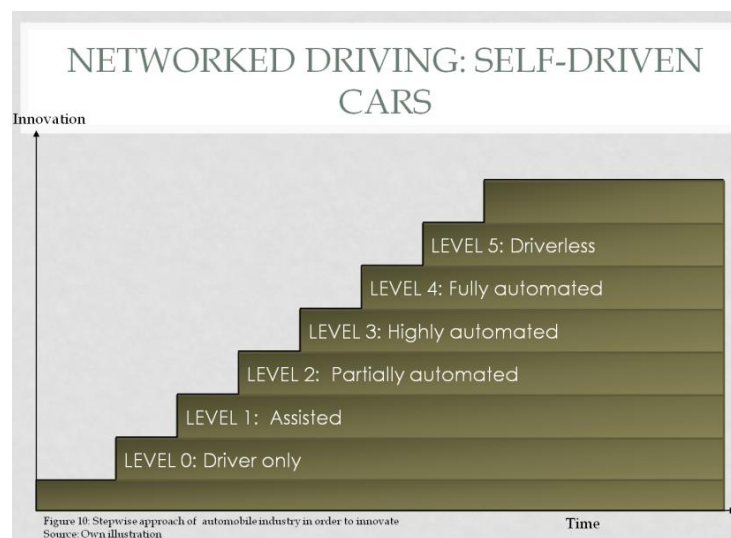 NETWORKED DRIVING: SELF-DRIVEN
CARS
Innovation
LEVEL 5: Driverless
LEVEL 4: Fully automated
LEVEL 3: Highly automated
LEVEL 2: Partially automated
LEVEL 1: Assisted
LEVEL 0: Driver only
Figure 10: Stepwise approach of automobile industry in order to innovate
Source: Own illustration
Time